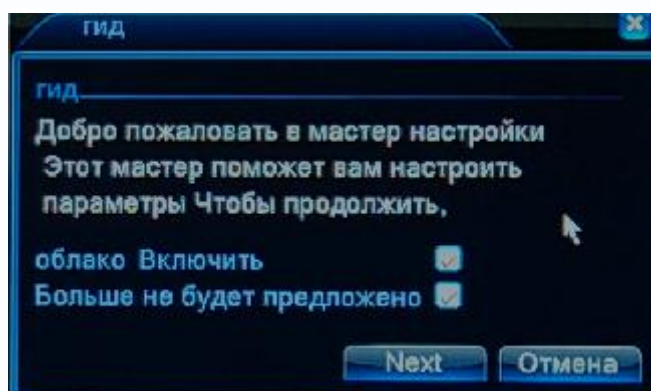 гид
гид
Добро пожаловать в мастер настройки
Этот мастер поможет вам настроить
параметры Чтобы продолжить,
облако Включить
Больше не будет предложено
Next Отмена